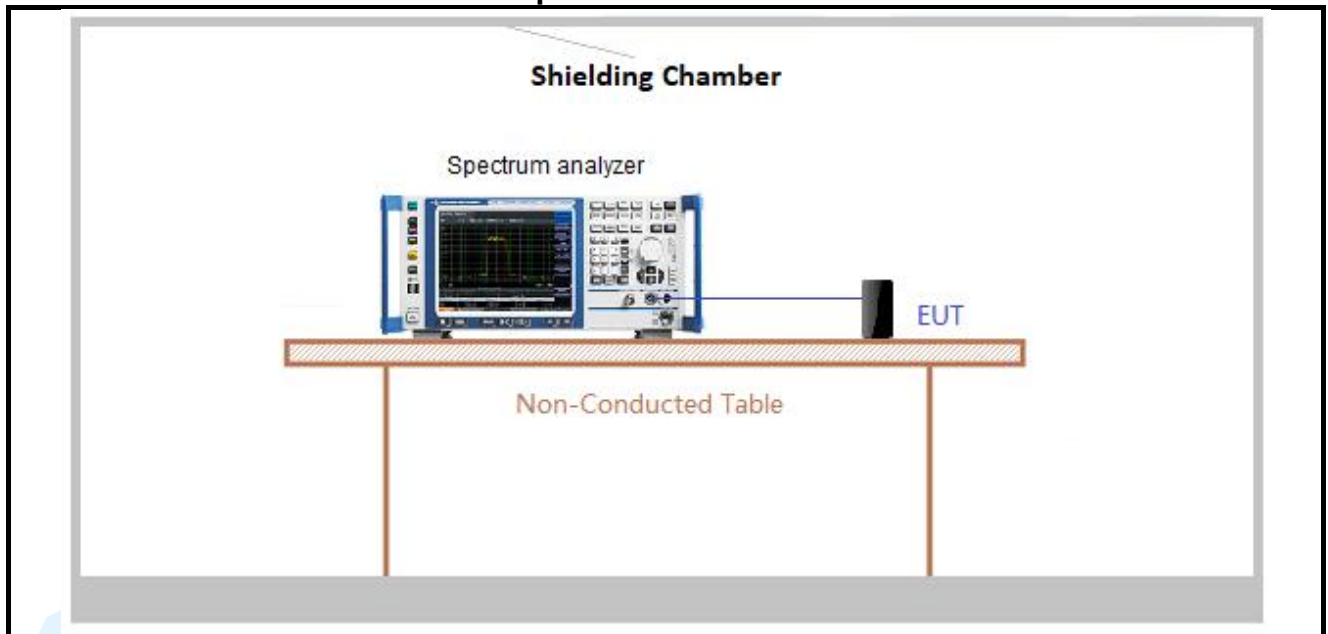 Shielding Chamber
Spectrum analyzer
EUT
Non-Conducted Table